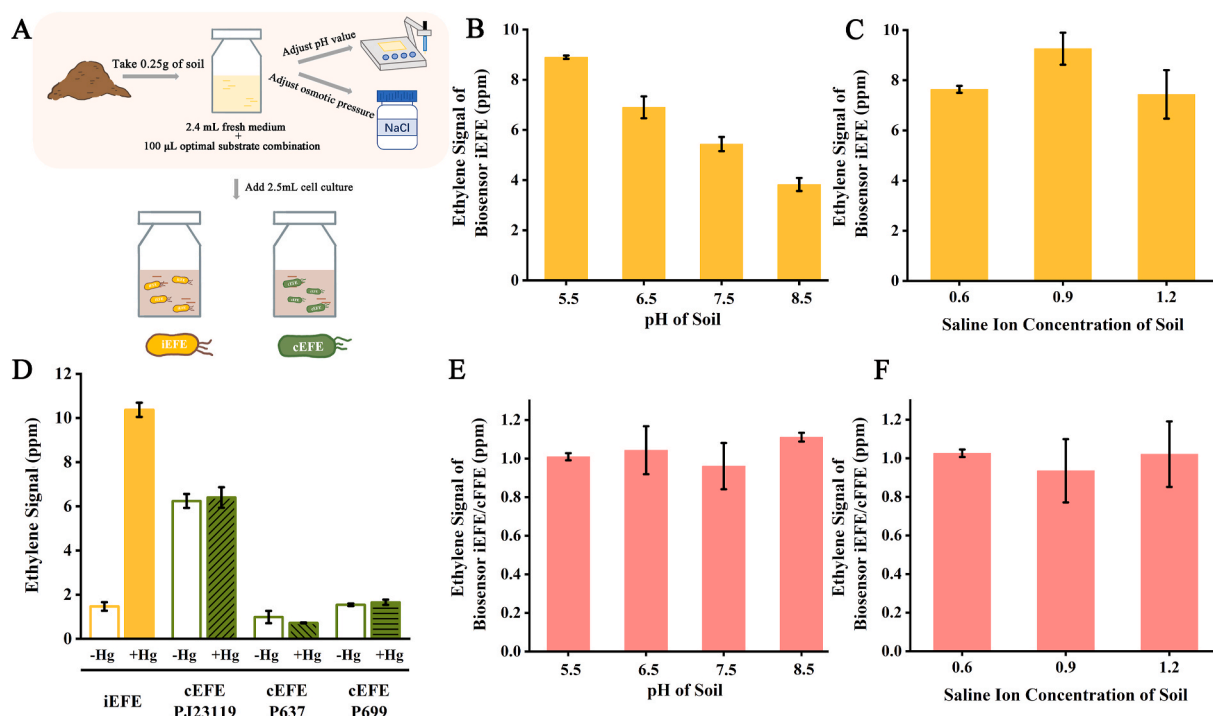 A
Take 0.25g of soil
Adjust pH value
Adjust osmotic pressure
NaCl
2.4 mL fresh medium
+
100 μL optimal substrate combination
Add 2.5mL cell culture
iEFE
cEFE
B
Ethylene Signal of
Biosensor iEFE (ppm)
10
8
6
4
2
0
5.5 6.5 7.5 8.5
pH of Soil
C
Ethylene Signal of
Biosensor iEFE (ppm)
10
8
6
4
2
0
0.6 0.9 1.2
Saline Ion Concentration of Soil
D
Ethylene Signal (ppm)
12
10
8
6
4
2
0
-Hg +Hg -Hg +Hg -Hg +Hg -Hg +Hg
iEFE cEFE cEFE cEFE
PJ23119 P637 P699
E
Ethylene Signal of
Biosensor iEFE/cFFE (ppm)
1.2
1.0
0.8
0.6
0.4
0.2
0.0
5.5 6.5 7.5 8.5
pH of Soil
F
Ethylene Signal of
Biosensor iEFE/cFFE (ppm)
1.2
1.0
0.8
0.6
0.4
0.2
0.0
0.6 0.9 1.2
Saline Ion Concentration of Soil